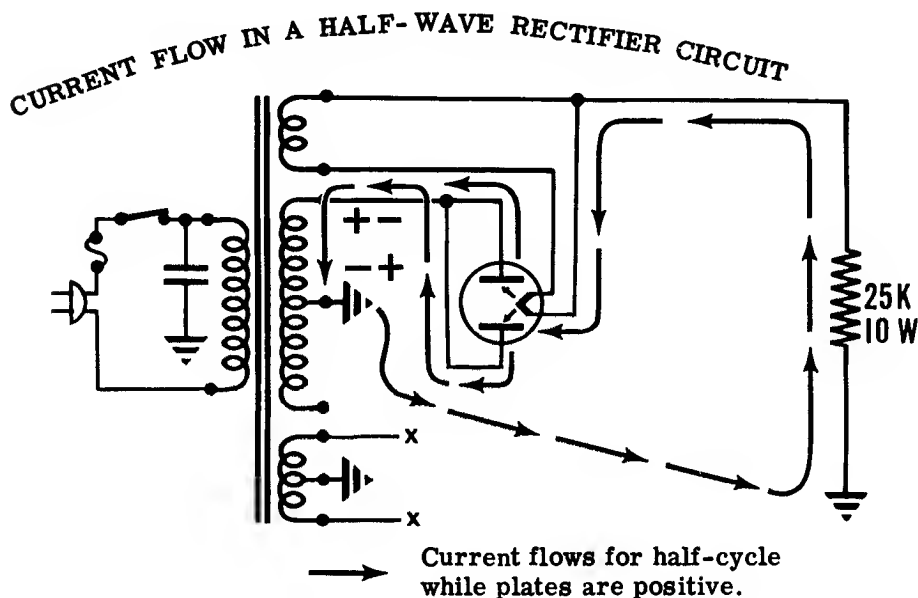 CURRENT FLOW IN A HALF-WAVE RECTIFIER CIRCUIT
+ -
- +
25K
10 W
x
x
Current flows for half-cycle
while plates are positive.